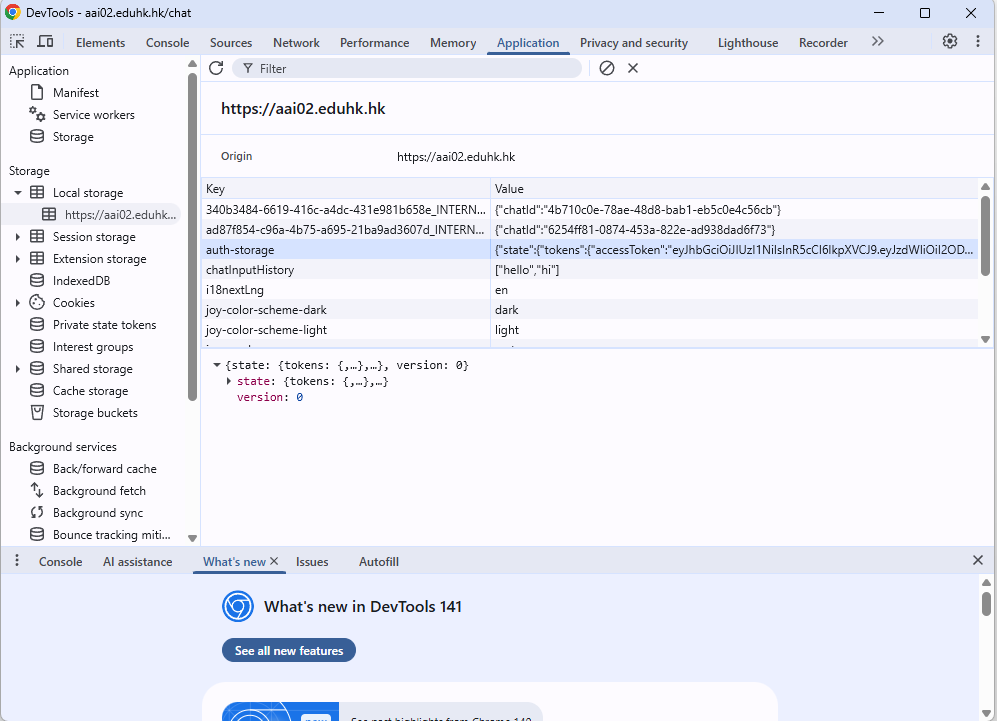 DevTools - aai02.eduhk.hk/chat
Elements Console Sources Network Performance Memory Application Privacy and security Lighthouse Recorder
Application
Manifest
Service workers
Storage
Storage
Local storage
https://aai02.eduhk...
Session storage
Extension storage
IndexedDB
Cookies
Private state tokens
Interest groups
Shared storage
Cache storage
Storage buckets
Background services
Back/forward cache
Background fetch
Background sync
Bounce tracking miti...
Filter
https://aai02.eduhk.hk
Origin https://aai02.eduhk.hk
Key Value
340b3484-6619-416c-a4dc-431e981b658e_INTERN... {"chatId":"4b710c0e-78ae-48d8-bab1-eb5c0e4c56cb"}
ad87f854-c96a-4b75-a695-21ba9ad3607d_INTERN... {"chatId":"6254ff81-0874-453a-822e-ad938dad6f73"}
auth-storage {"state":{"tokens":{"accessToken":"eyJhbGciOiJIUzI1NiIsInR5cCI6IkpXVCJ9.eyJzdWIiOiI2OD...
chatInputHistory ["hello","hi"]
i18nextLng en
joy-color-scheme-dark dark
joy-color-scheme-light light
{state: {tokens: {,…},…}, version: 0}
state: {tokens: {,…},…}
version: 0
Console AI assistance What's new Issues Autofill
What's new in DevTools 141
See all new features